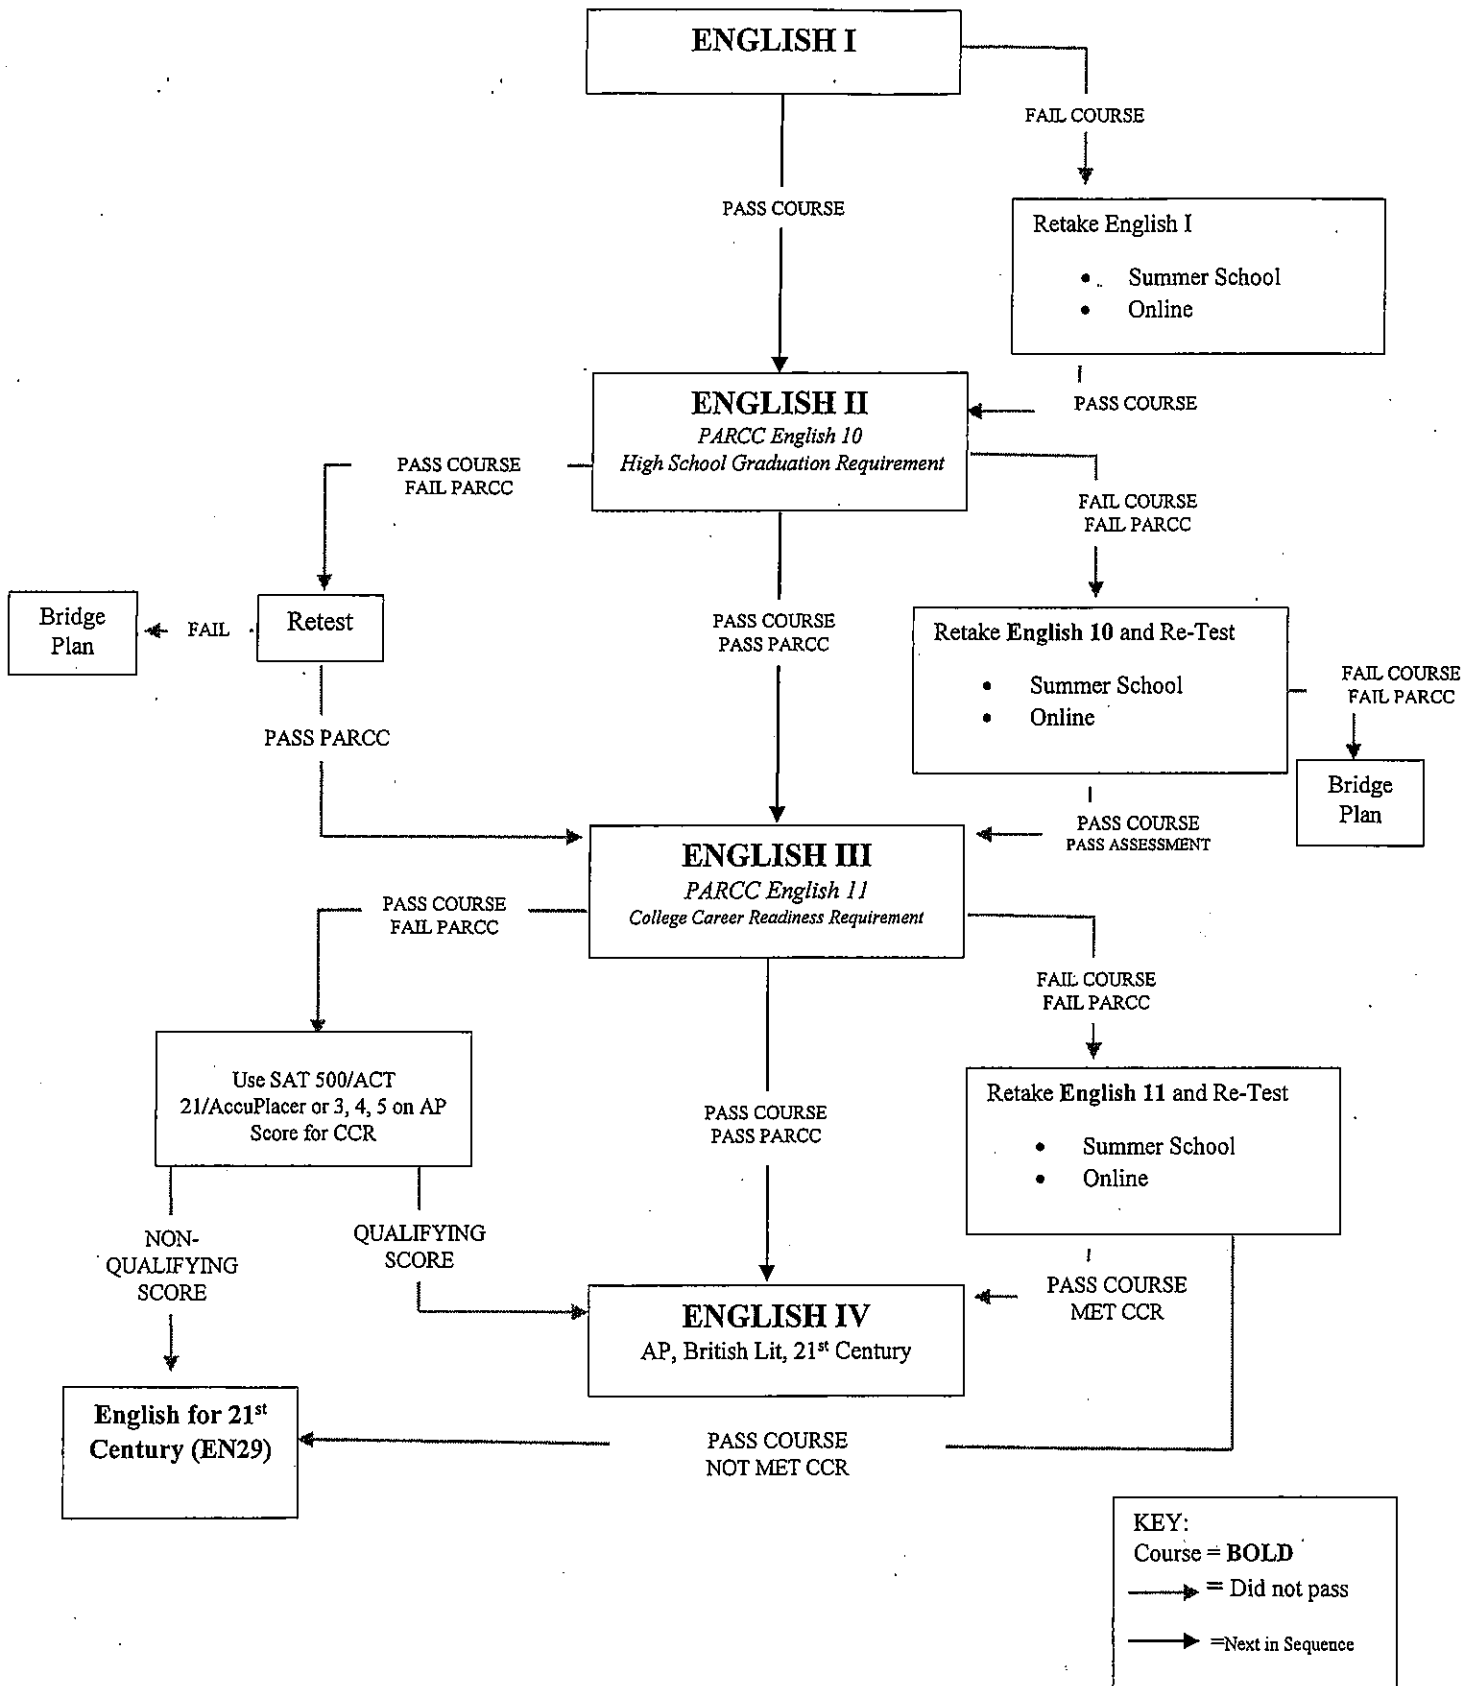 ENGLISH I
FAIL COURSE
PASS COURSE
Retake English I
• Summer School
• Online
PASS COURSE
ENGLISH II
PARCC English 10
High School Graduation Requirement
PASS COURSE
FAIL PARCC
FAIL COURSE
FAIL PARCC
Bridge
Plan
FAIL
Retest
PASS COURSE
PASS PARCC
Retake English 10 and Re-Test
• Summer School
• Online
FAIL COURSE
FAIL PARCC
PASS PARCC
Bridge
Plan
PASS COURSE
PASS ASSESSMENT
ENGLISH III
PARCC English 11
College Career Readiness Requirement
PASS COURSE
FAIL PARCC
FAIL COURSE
FAIL PARCC
Use SAT 500/ACT
21/AccuPlacer or 3, 4, 5 on AP
Score for CCR
PASS COURSE
PASS PARCC
Retake English 11 and Re-Test
• Summer School
• Online
NON-
QUALIFYING
SCORE
QUALIFYING
SCORE
PASS COURSE
MET CCR
ENGLISH IV
AP, British Lit, 21st Century
English for 21st
Century (EN29)
PASS COURSE
NOT MET CCR
KEY:
Course = BOLD
= Did not pass
=Next in Sequence